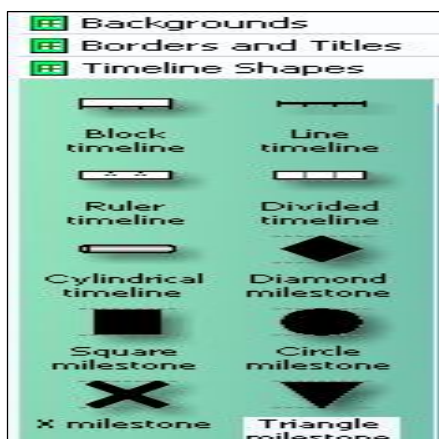 Backgrounds
Borders and Titles
Timeline Shapes
Block timeline
Line timeline
Ruler timeline
Divided timeline
Cylindrical timeline
Diamond milestone
Square milestone
Circle milestone
X milestone
Triangle milestone